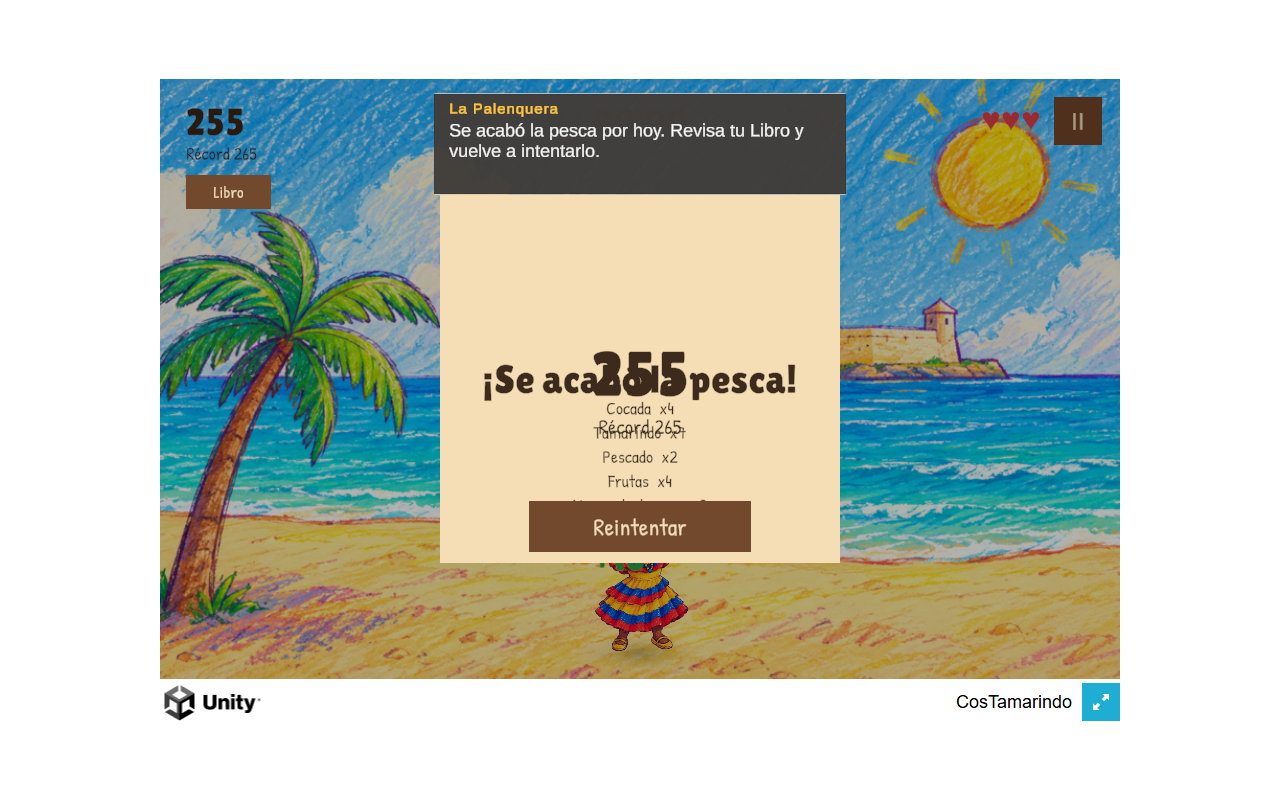 255
Récord 265
Libro
La Palenquera
Se acabó la pesca por hoy. Revisa tu Libro y
vuelve a intentarlo.
¡Se acabó la pesca!
255
Cocada x4
Récord 265
Tamarindo
Pescado x2
Frutas x4
Reintentar
Unity
CosTamarindo